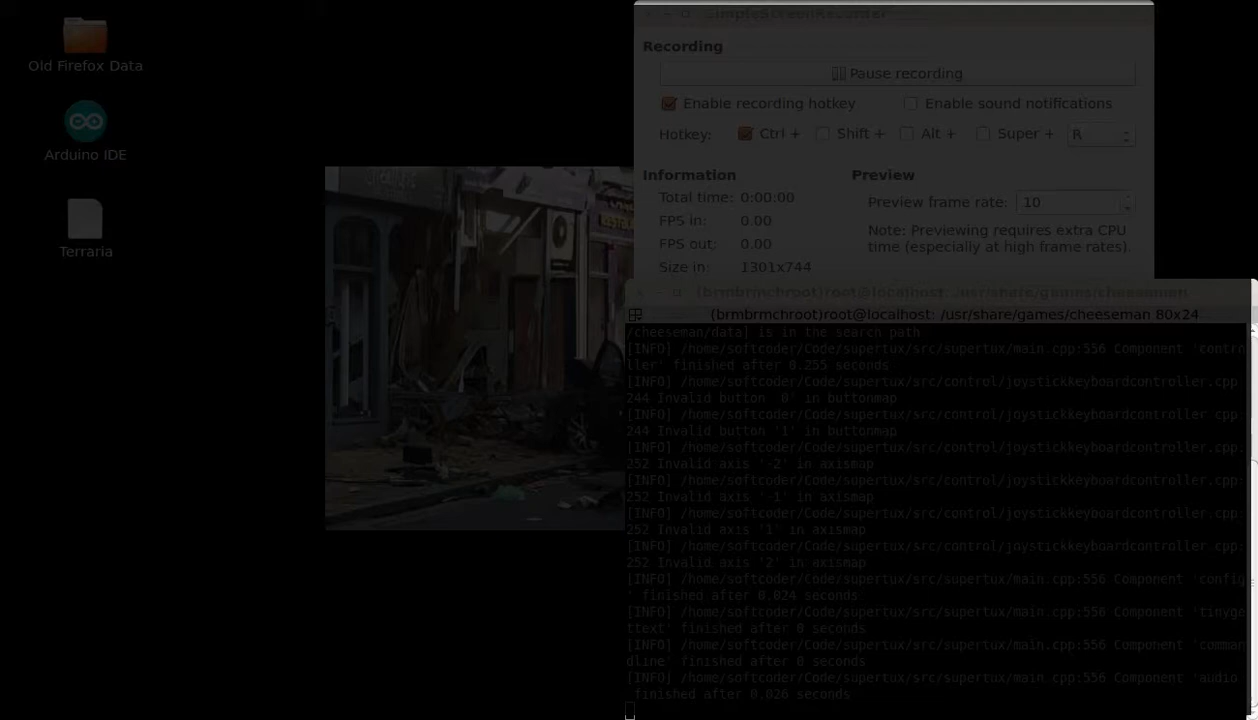 Old Firefox Data
Arduino IDE
Terraria
SimpleScreenRecorder
Recording
Pause recording
Enable recording hotkey
Enable sound notifications
Hotkey:
Ctrl +
Shift +
Alt +
Super +
R
Information
Preview
Total time: 0:00:00
Preview frame rate: 10
FPS in: 0.00
Note: Previewing requires extra CPU
FPS out: 0.00
time (especially at high frame rates).
Size in: 1301x744
(brmbrmchroot)root@localhost: /usr/share/games/cheeseman
(brmbrmchroot)root@localhost: /usr/share/games/cheeseman 80x24
/cheeseman/data] is in the search path
[INFO] /home/softcoder/Code/supertux/src/supertux/main.cpp:556 Component 'contro
ller' finished after 0.255 seconds
[INFO] /home/softcoder/Code/supertux/src/control/joystickkeyboardcontroller.cpp:
244 Invalid button '0' in buttonmap
[INFO] /home/softcoder/Code/supertux/src/control/joystickkeyboardcontroller.cpp:
244 Invalid button '1' in buttonmap
[INFO] /home/softcoder/Code/supertux/src/control/joystickkeyboardcontroller.cpp:
252 Invalid axis '-2' in axismap
[INFO] /home/softcoder/Code/supertux/src/control/joystickkeyboardcontroller.cpp:
252 Invalid axis '-1' in axismap
[INFO] /home/softcoder/Code/supertux/src/control/joystickkeyboardcontroller.cpp:
252 Invalid axis '1' in axismap
[INFO] /home/softcoder/Code/supertux/src/control/joystickkeyboardcontroller.cpp:
252 Invalid axis '2' in axismap
[INFO] /home/softcoder/Code/supertux/src/supertux/main.cpp:556 Component 'config
' finished after 0.024 seconds
[INFO] /home/softcoder/Code/supertux/src/supertux/main.cpp:556 Component 'tinyge
ttext' finished after 0 seconds
[INFO] /home/softcoder/Code/supertux/src/supertux/main.cpp:556 Component 'comman
dline' finished after 0 seconds
[INFO] /home/softcoder/Code/supertux/src/supertux/main.cpp:556 Component 'audio'
finished after 0.026 seconds